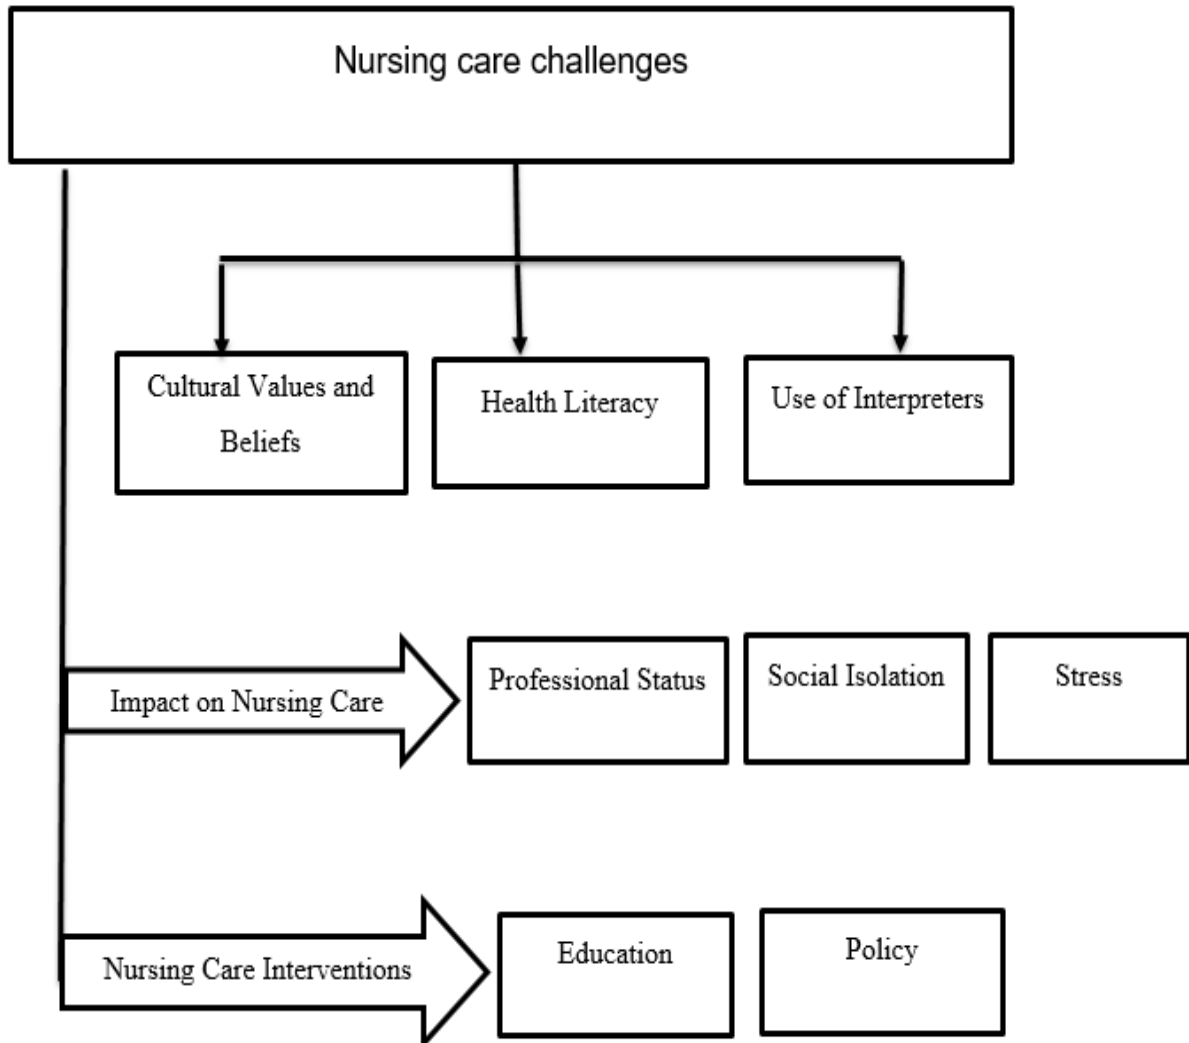 Nursing care challenges
Cultural Values and
Beliefs
Health Literacy
Use of Interpreters
Impact on Nursing Care
Professional Status
Social Isolation
Stress
Nursing Care Interventions
Education
Policy